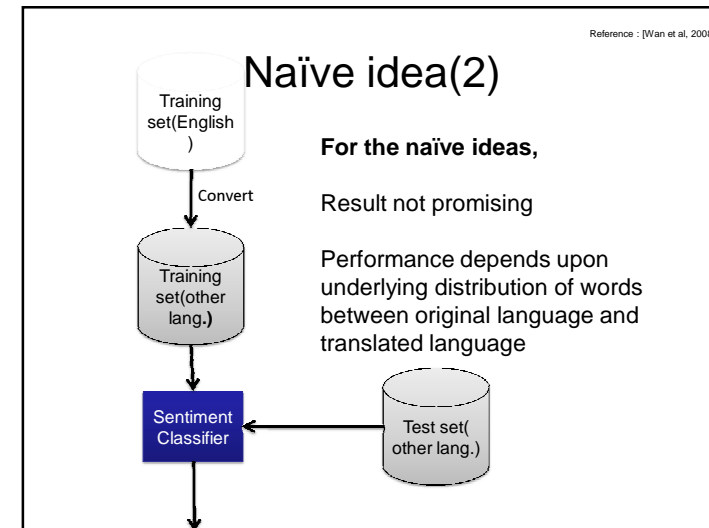 Reference : [Wan et al, 2008
Naïve idea(2)
Training
set(English
)
Convert
Training
set(other
lang.)
Sentiment
Classifier
For the naïve ideas,
Result not promising
Performance depends upon
underlying distribution of words
between original language and
translated language
Test set(
other lang.)